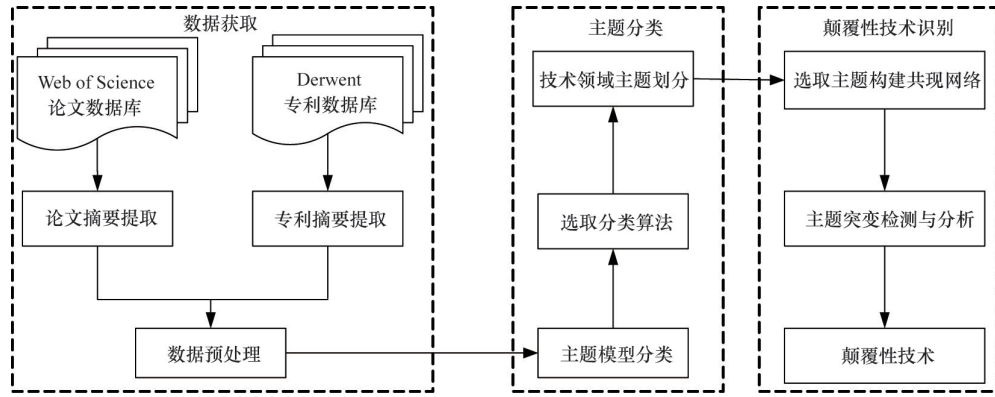 数据获取
Web of Science
论文数据库
Derwent
专利数据库
论文摘要提取
专利摘要提取
数据预处理
主题分类
技术领域主题划分
选取分类算法
主题模型分类
颠覆性技术识别
选取主题构建共现网络
主题突变检测与分析
颠覆性技术